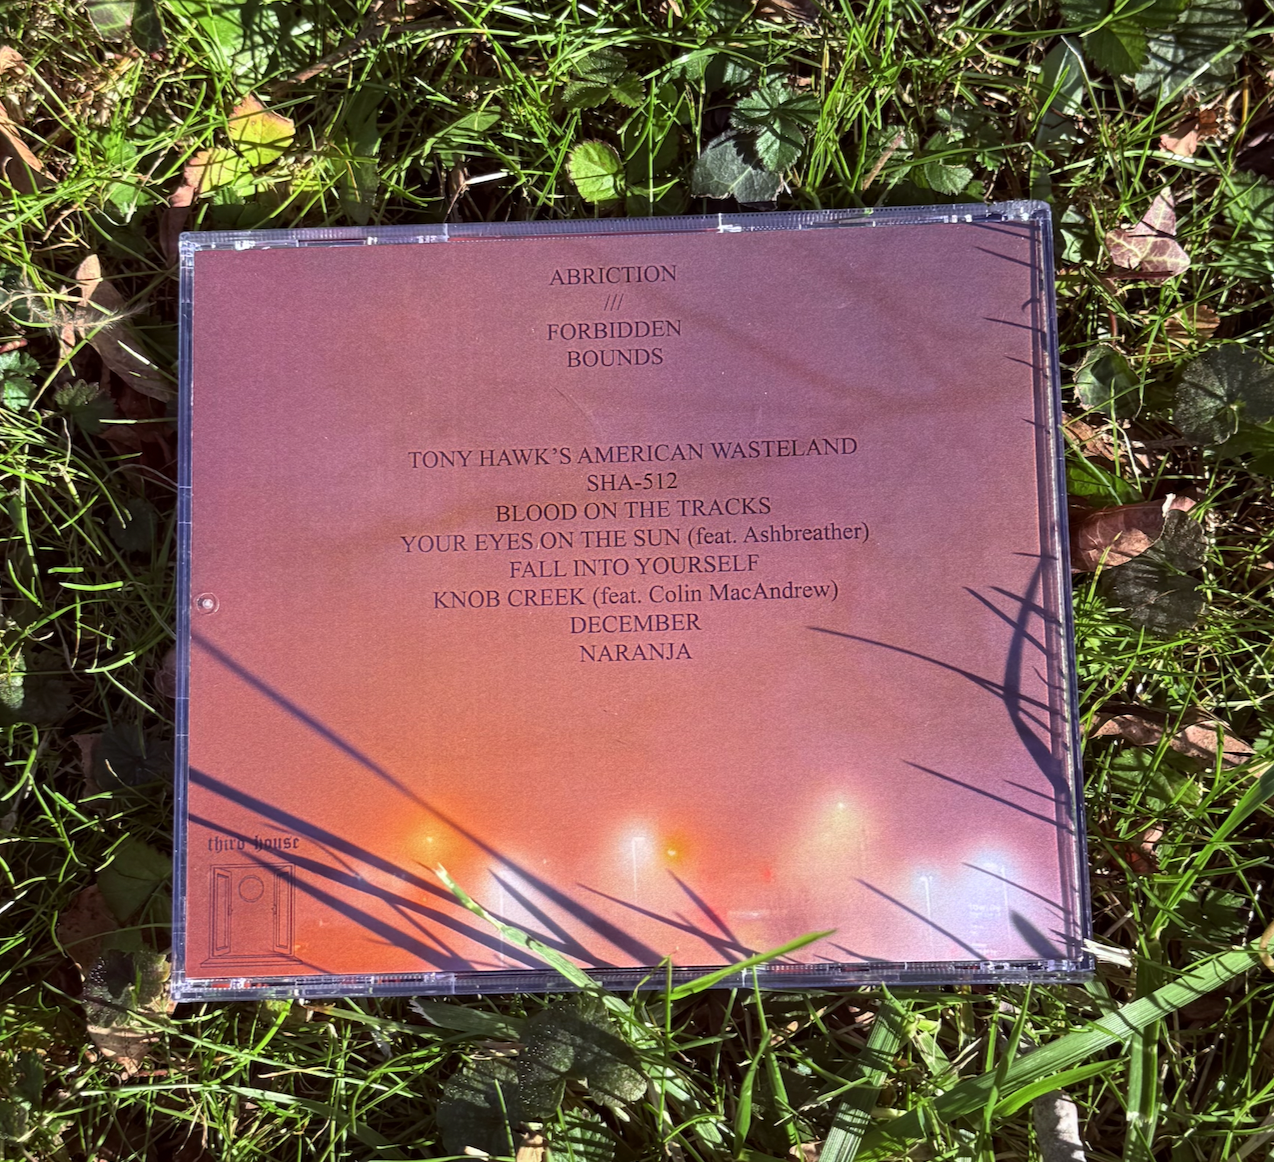 ABRICTION
///
FORBIDDEN
BOUNDS
TONY HAWK’S AMERICAN WASTELAND
SHA-512
BLOOD ON THE TRACKS
YOUR EYES ON THE SUN (feat. Ashbreather)
FALL INTO YOURSELF
KNOB CREEK (feat. Colin MacAndrew)
DECEMBER
NARANJA
third house